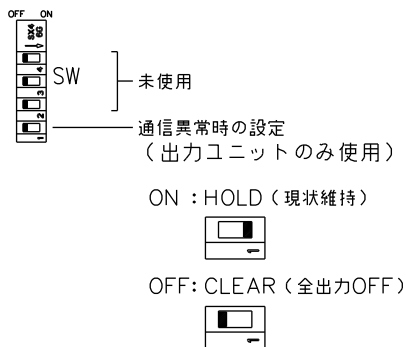 OFF ON
SX4
6G
4
3
2
1
SW
未使用
通信異常時の設定
(出力ユニットのみ使用)
ON :HOLD(現状維持)
1
OFF:CLEAR(全出力OFF)
1